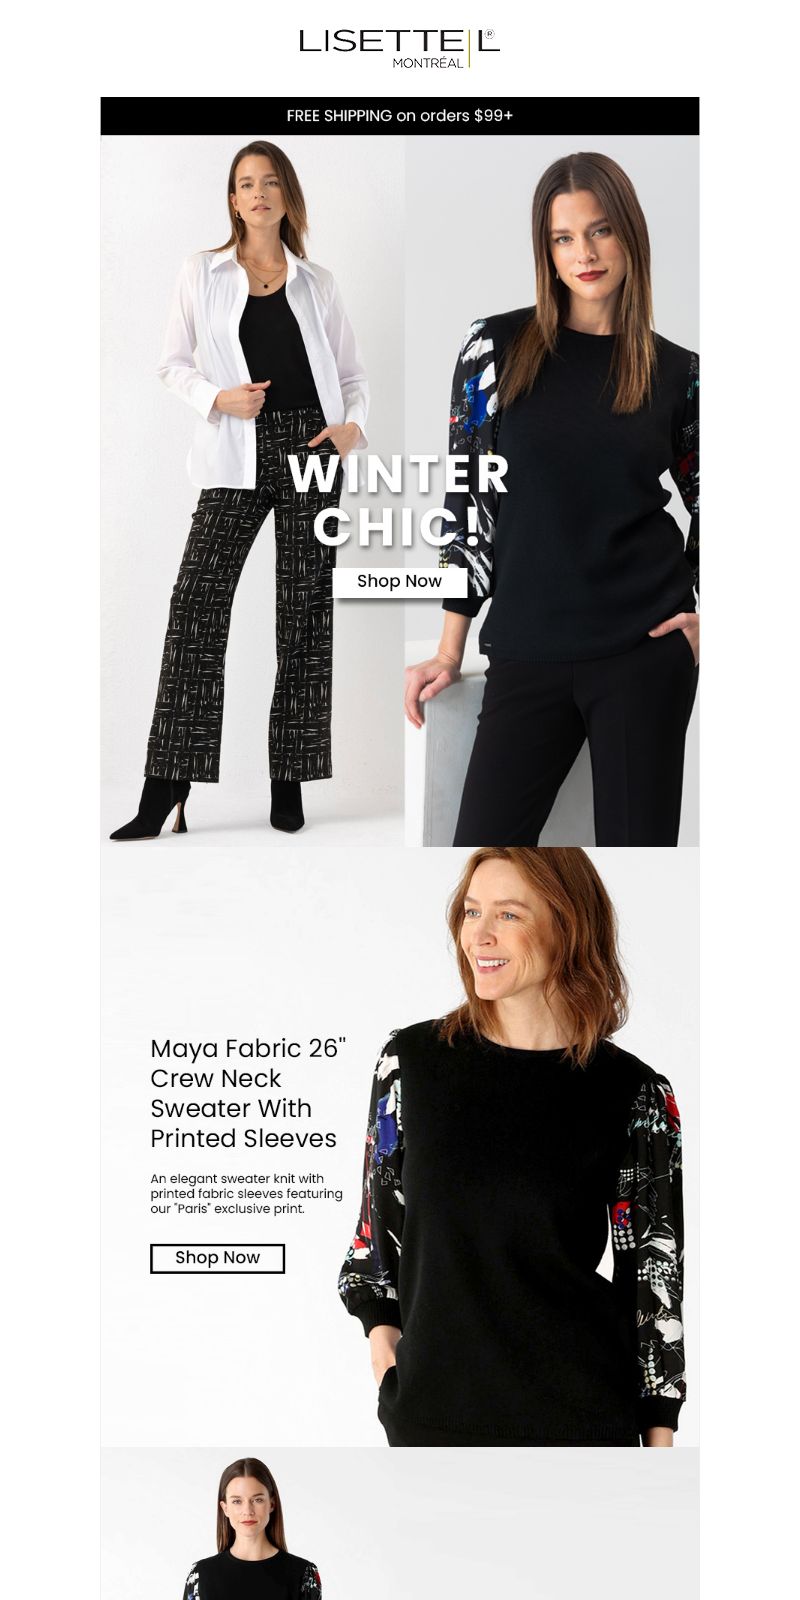 LISETTE L®
MONTRÉAL
FREE SHIPPING on orders $99+
WINTER
CHIC!
Shop Now
Maya Fabric 26"
Crew Neck
Sweater With
Printed Sleeves
An elegant sweater knit with
printed fabric sleeves featuring
our "Paris" exclusive print.
Shop Now